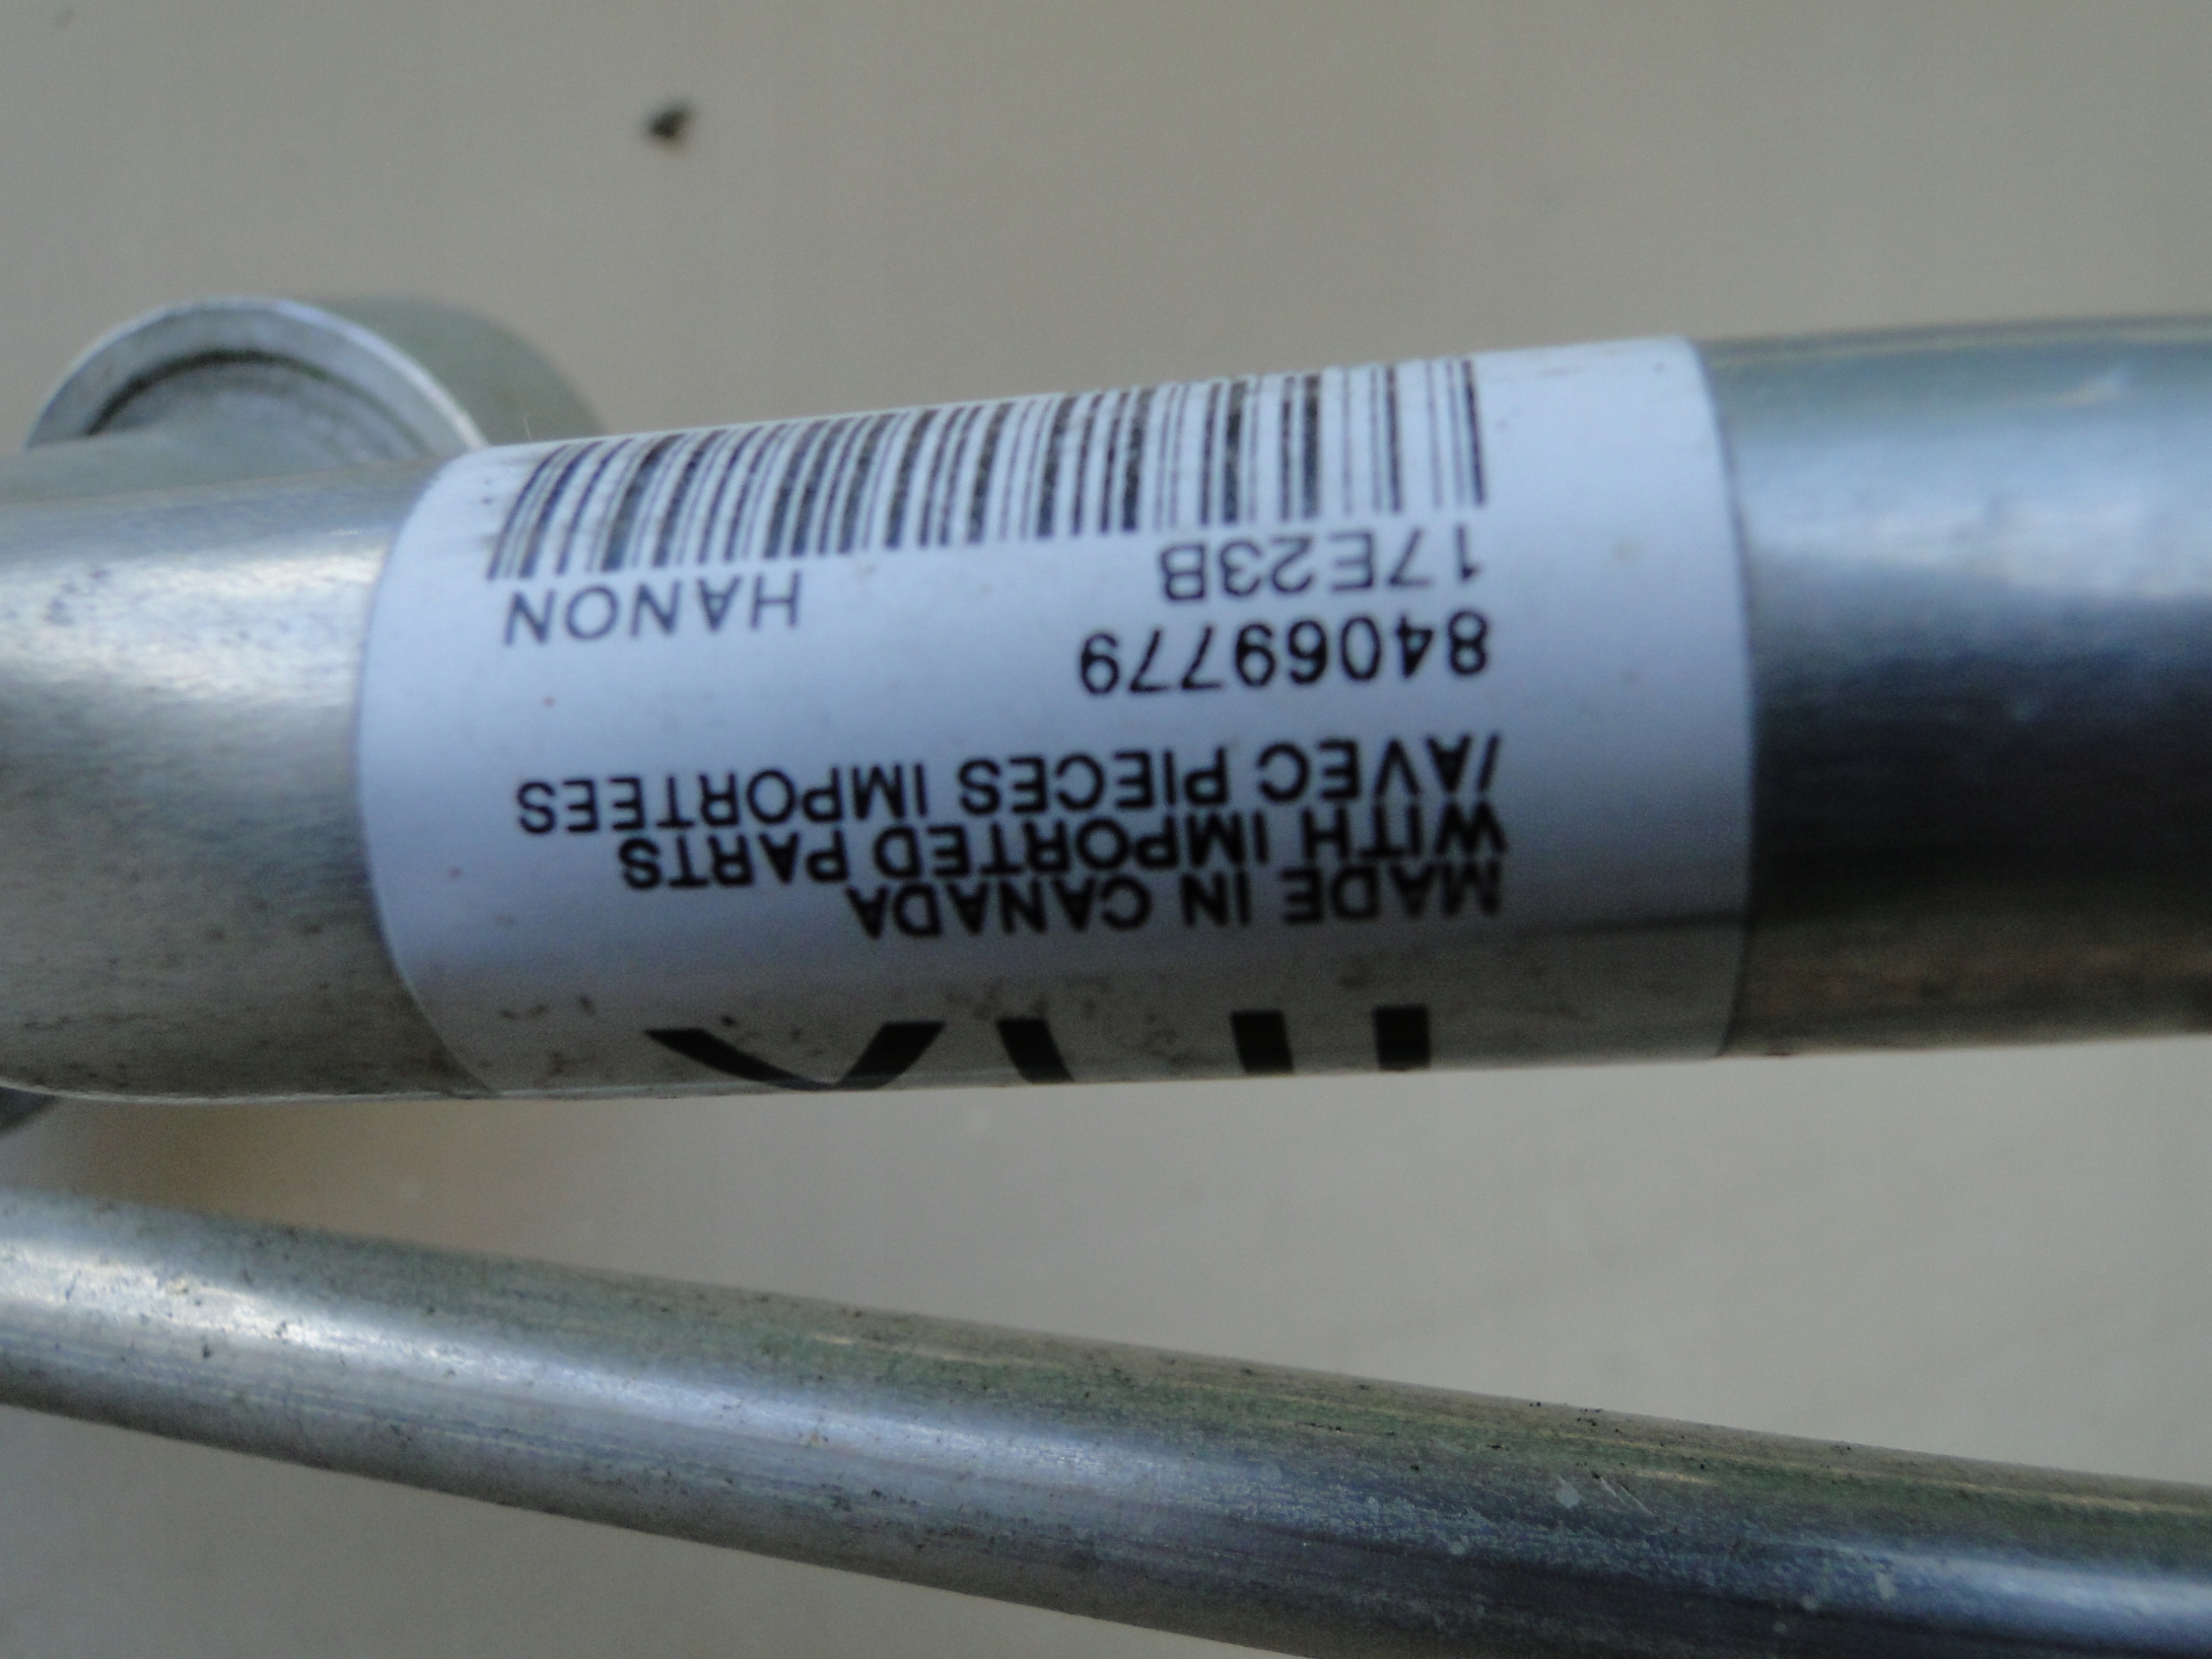 MADE IN CANADA
WITH IMPORTED PARTS
/AVEC PIECES IMPORTEES
84069779
17E23B HANON